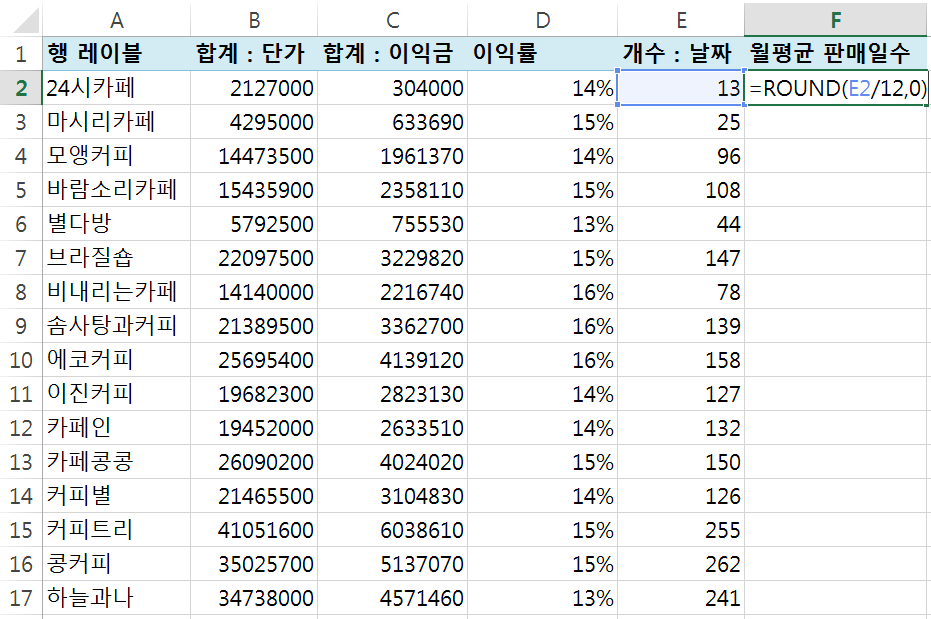 A B C D E F
1 행 레이블 합계 : 단가 합계 : 이익금 이익률 개수 : 날짜 월평균 판매일수
2 24시카페 2127000 304000 14% 13 =ROUND(E2/12,0)
3 마시리카페 4295000 633690 15% 25
4 모앵커피 14473500 1961370 14% 96
5 바람소리카페 15435900 2358110 15% 108
6 별다방 5792500 755530 13% 44
7 브라질숍 22097500 3229820 15% 147
8 비내리는카페 14140000 2216740 16% 78
9 솜사탕과커피 21389500 3362700 16% 139
10 에코커피 25695400 4139120 16% 158
11 이진커피 19682300 2823130 14% 127
12 카페인 19452000 2633510 14% 132
13 카페콩콩 26090200 4024020 15% 150
14 커피별 21465500 3104830 14% 126
15 커피트리 41051600 6038610 15% 255
16 콩커피 35025700 5137070 15% 262
17 하늘과나 34738000 4571460 13% 241